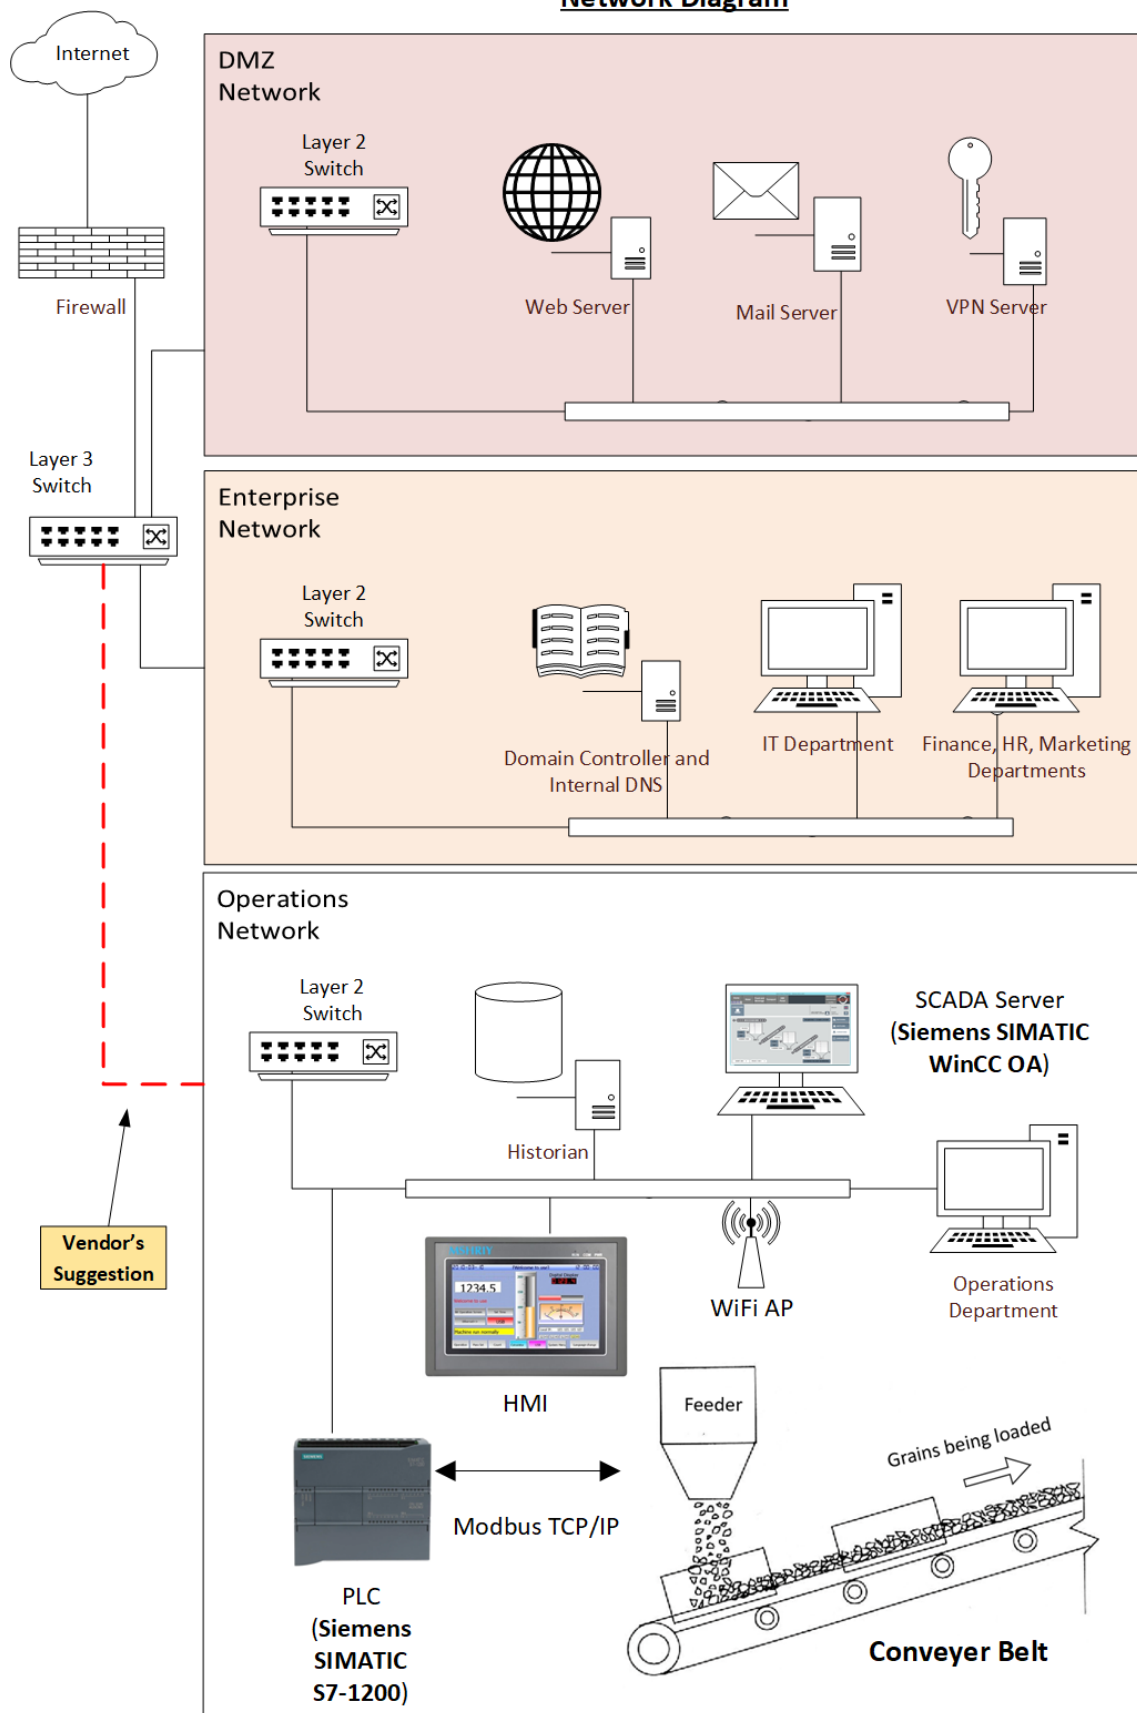 Network Diagram
Internet
DMZ
Network
Layer 2
Switch
Web Server
Mail Server
VPN Server
Firewall
Layer 3
Switch
Enterprise
Network
Layer 2
Switch
Domain Controller and
Internal DNS
IT Department
Finance, HR, Marketing
Departments
Operations
Network
Layer 2
Switch
Historian
SCADA Server
(Siemens SIMATIC
WinCC OA)
Vendor's
Suggestion
1234.5
HMI
WiFi AP
Operations
Department
Feeder
Grains being loaded
Modbus TCP/IP
PLC
(Siemens
SIMATIC
S7-1200)
Conveyer Belt